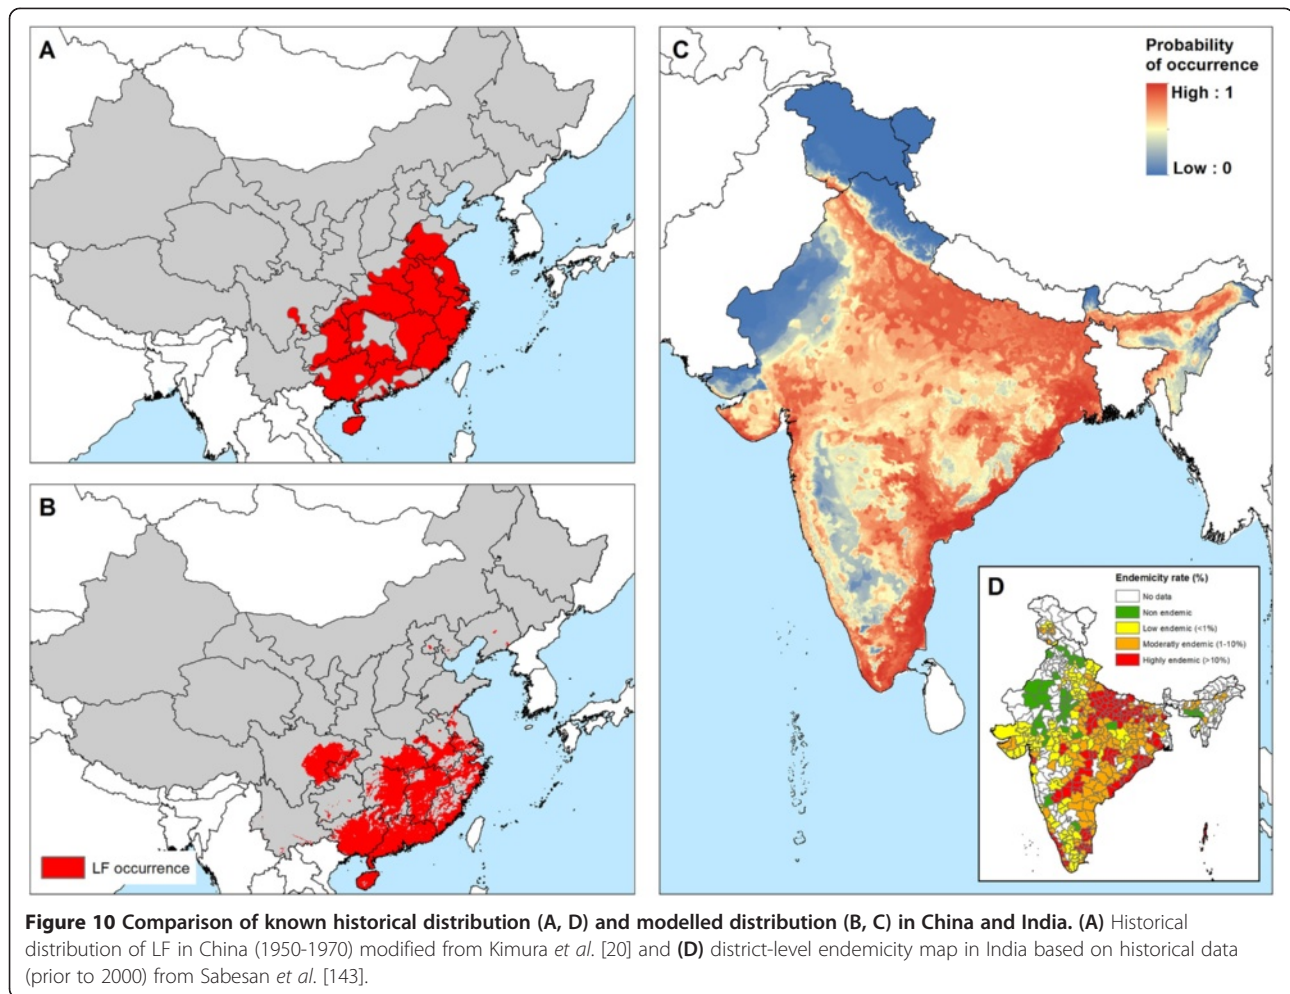 A
B
LF occurrence
C
Probability
of occurrence
High : 1
Low : 0
D
Endemicity rate (%)
No data
Non endemic
Low endemic (<1%)
Moderatly endemic (1-10%)
Highly endemic (>10%)
Figure 10 Comparison of known historical distribution (A, D) and modelled distribution (B, C) in China and India. (A) Historical
distribution of LF in China (1950-1970) modified from Kimura et al. [20] and (D) district-level endemicity map in India based on historical data
(prior to 2000) from Sabesan et al. [143].